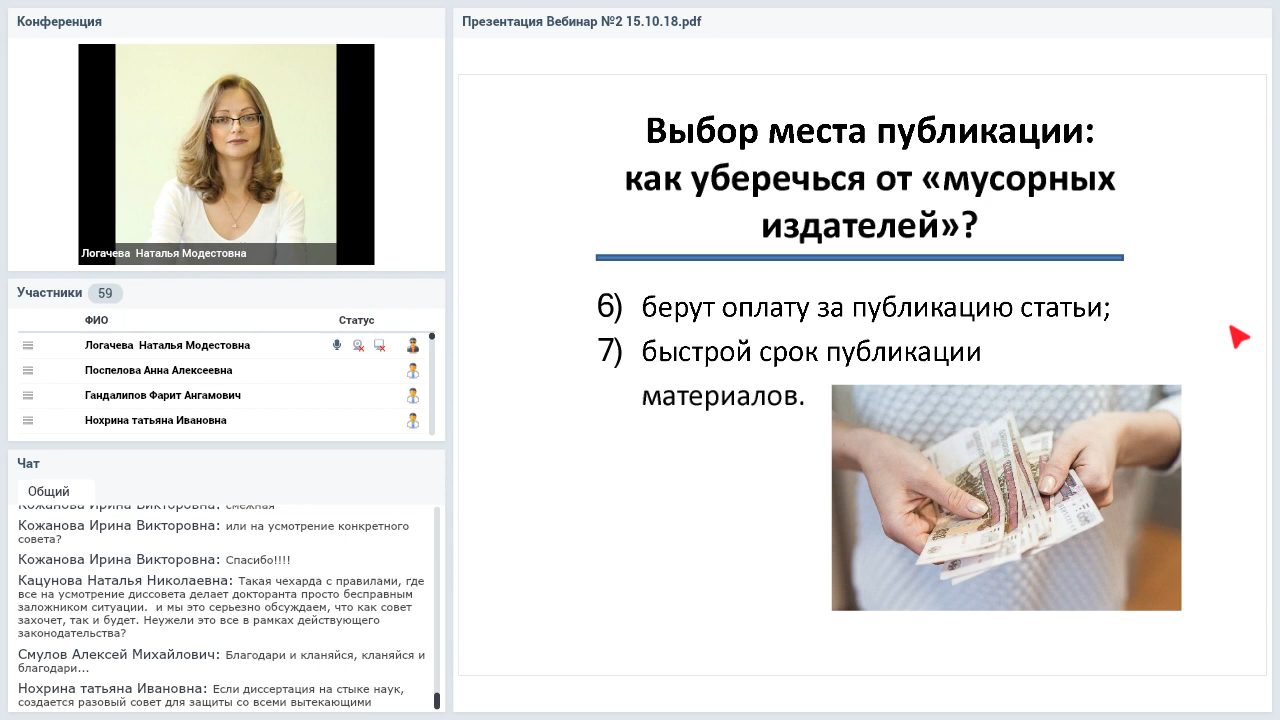 Конференция
Логачева  Наталья Модестовна
Участники 59
ФИО Статус
Логачева  Наталья Модестовна
Поспелова Анна Алексеевна
Гандалипов Фарит Ангамович
Нохрина татьяна Ивановна
Чат
Общий
Кожанова Ирина Викторовна: смежная
Кожанова Ирина Викторовна: или на усмотрение конкретного
совета?
Кожанова Ирина Викторовна: Спасибо!!!!
Кацунова Наталья Николаевна: Такая чехарда с правилами, где
все на усмотрение диссовета делает докторанта просто бесправным
заложником ситуации.  и мы это серьезно обсуждаем, что как совет
захочет, так и будет. Неужели это все в рамках действующего
законодательства?
Смулов Алексей Михайлович: Благодари и кланяйся, кланяйся и
благодари...
Нохрина татьяна Ивановна: Если диссертация на стыке наук,
создается разовый совет для защиты со всеми вытекающими
Презентация Вебинар №2 15.10.18.pdf
Выбор места публикации:
как уберечься от «мусорных
издателей»?
6) берут оплату за публикацию статьи;
7) быстрой срок публикации
материалов.